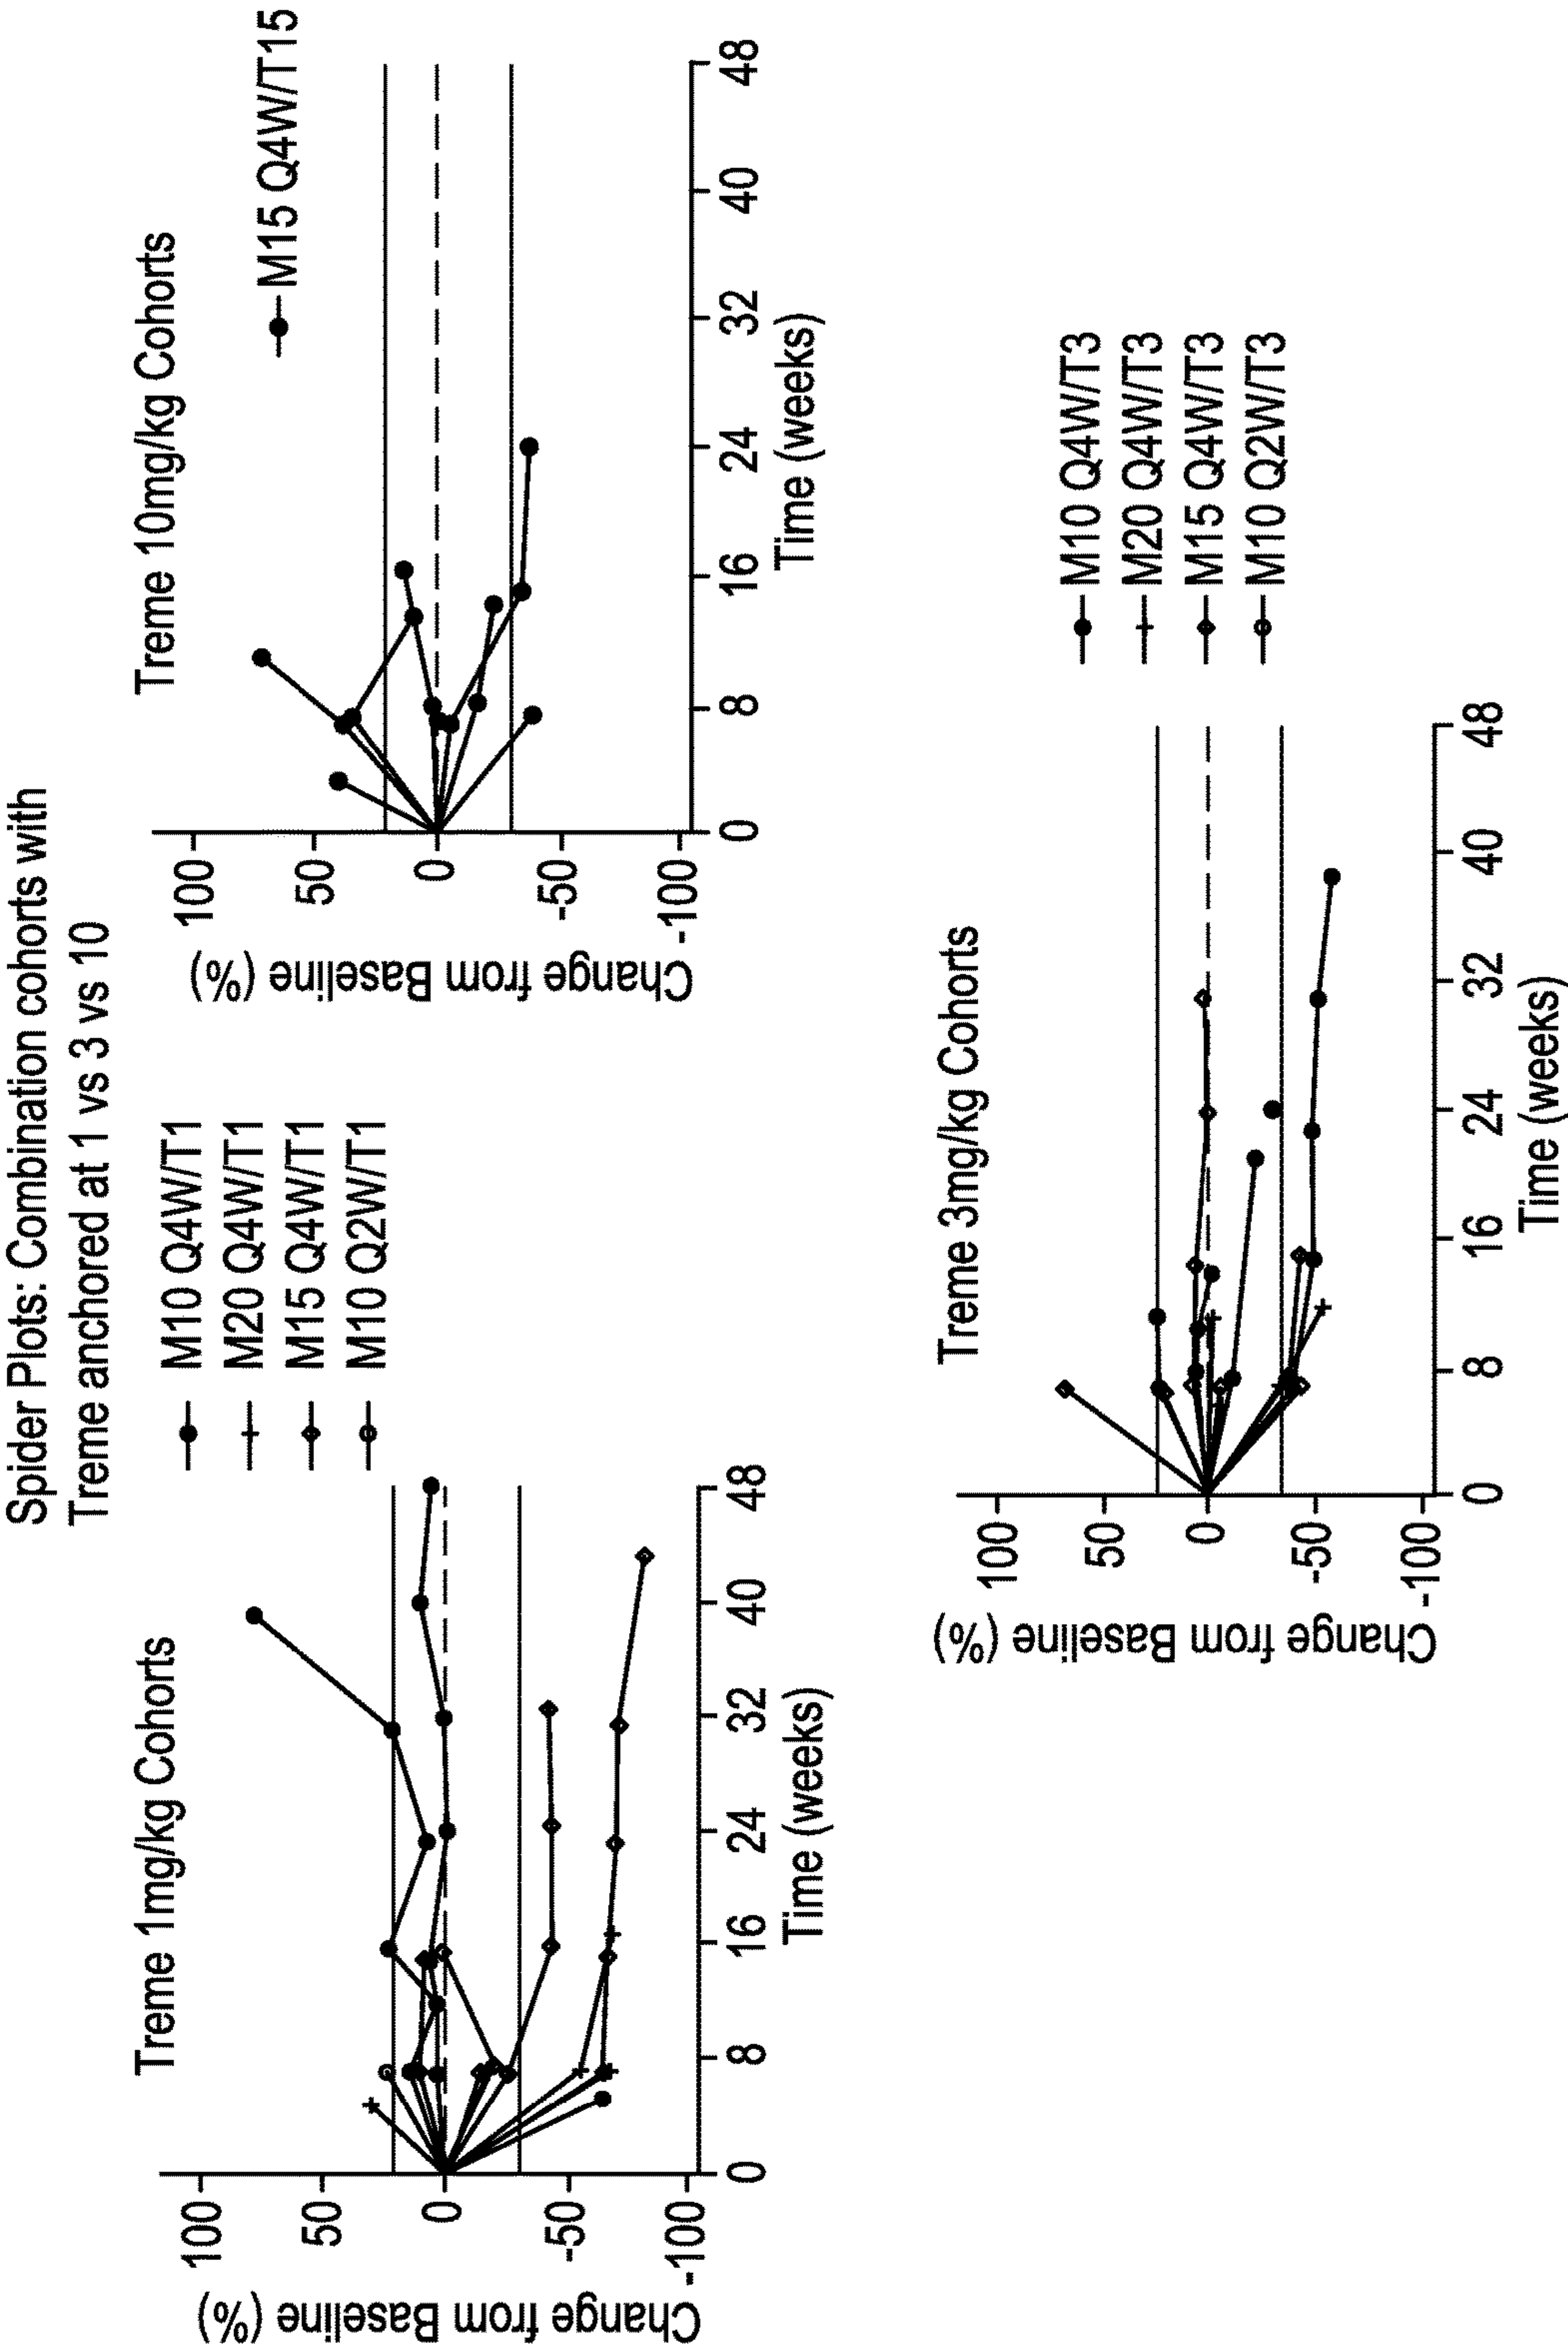 Spider Plots: Combination cohorts with
Treme anchored at 1 vs 3 vs 10
Treme 1mg/kg Cohorts
Change from Baseline (%)
100
50
0
-50
-100
0
8
16
24
32
40
48
Time (weeks)
M10 Q4W/T1
M20 Q4W/T1
M15 Q4W/T1
M10 Q2W/T1
Treme 10mg/kg Cohorts
Change from Baseline (%)
100
50
0
-50
-100
0
8
16
24
32
40
48
Time (weeks)
M15 Q4W/T15
Treme 3mg/kg Cohorts
Change from Baseline (%)
100
50
0
-50
-100
0
8
16
24
32
40
48
Time (weeks)
M10 Q4W/T3
M20 Q4W/T3
M15 Q4W/T3
M10 Q2W/T3